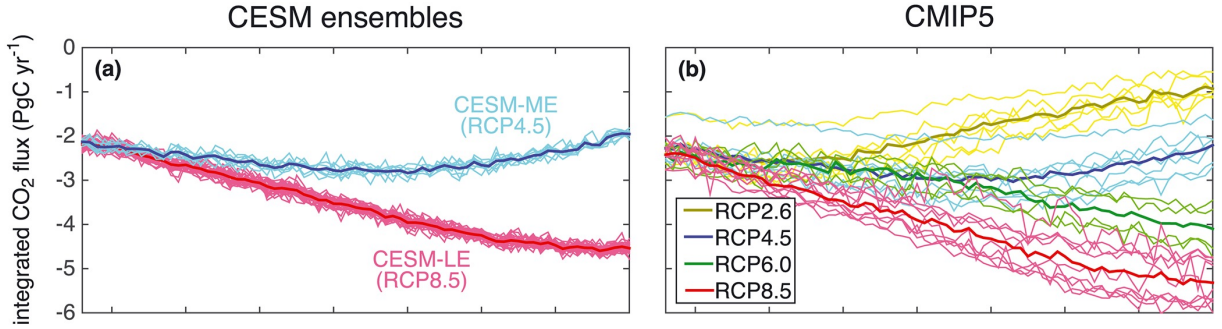 CESM ensembles
CMIP5
integrated CO2 flux (PgC yr-1)
0
-1
-2
-3
-4
-5
-6
(a)
CESM-ME
(RCP4.5)
CESM-LE
(RCP8.5)
(b)
RCP2.6
RCP4.5
RCP6.0
RCP8.5